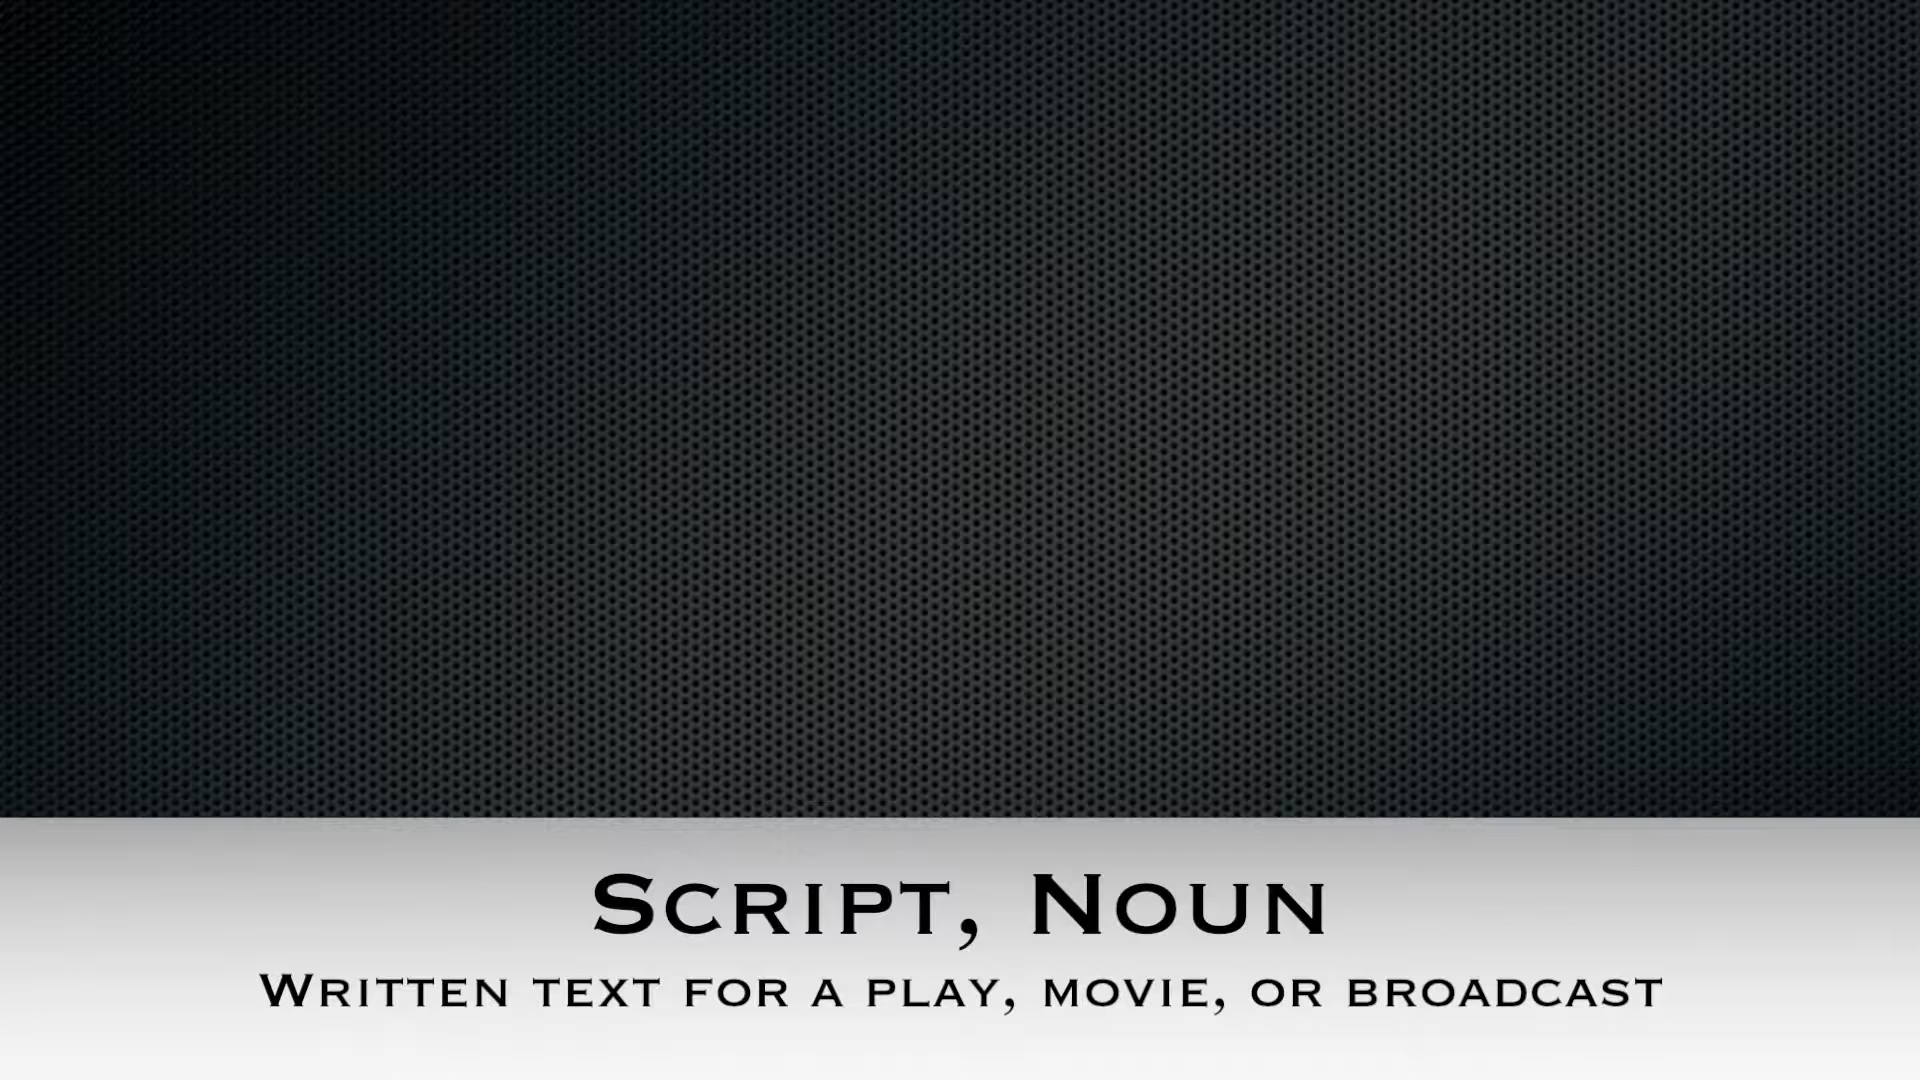 Script, Noun
Written text for a play, movie, or broadcast